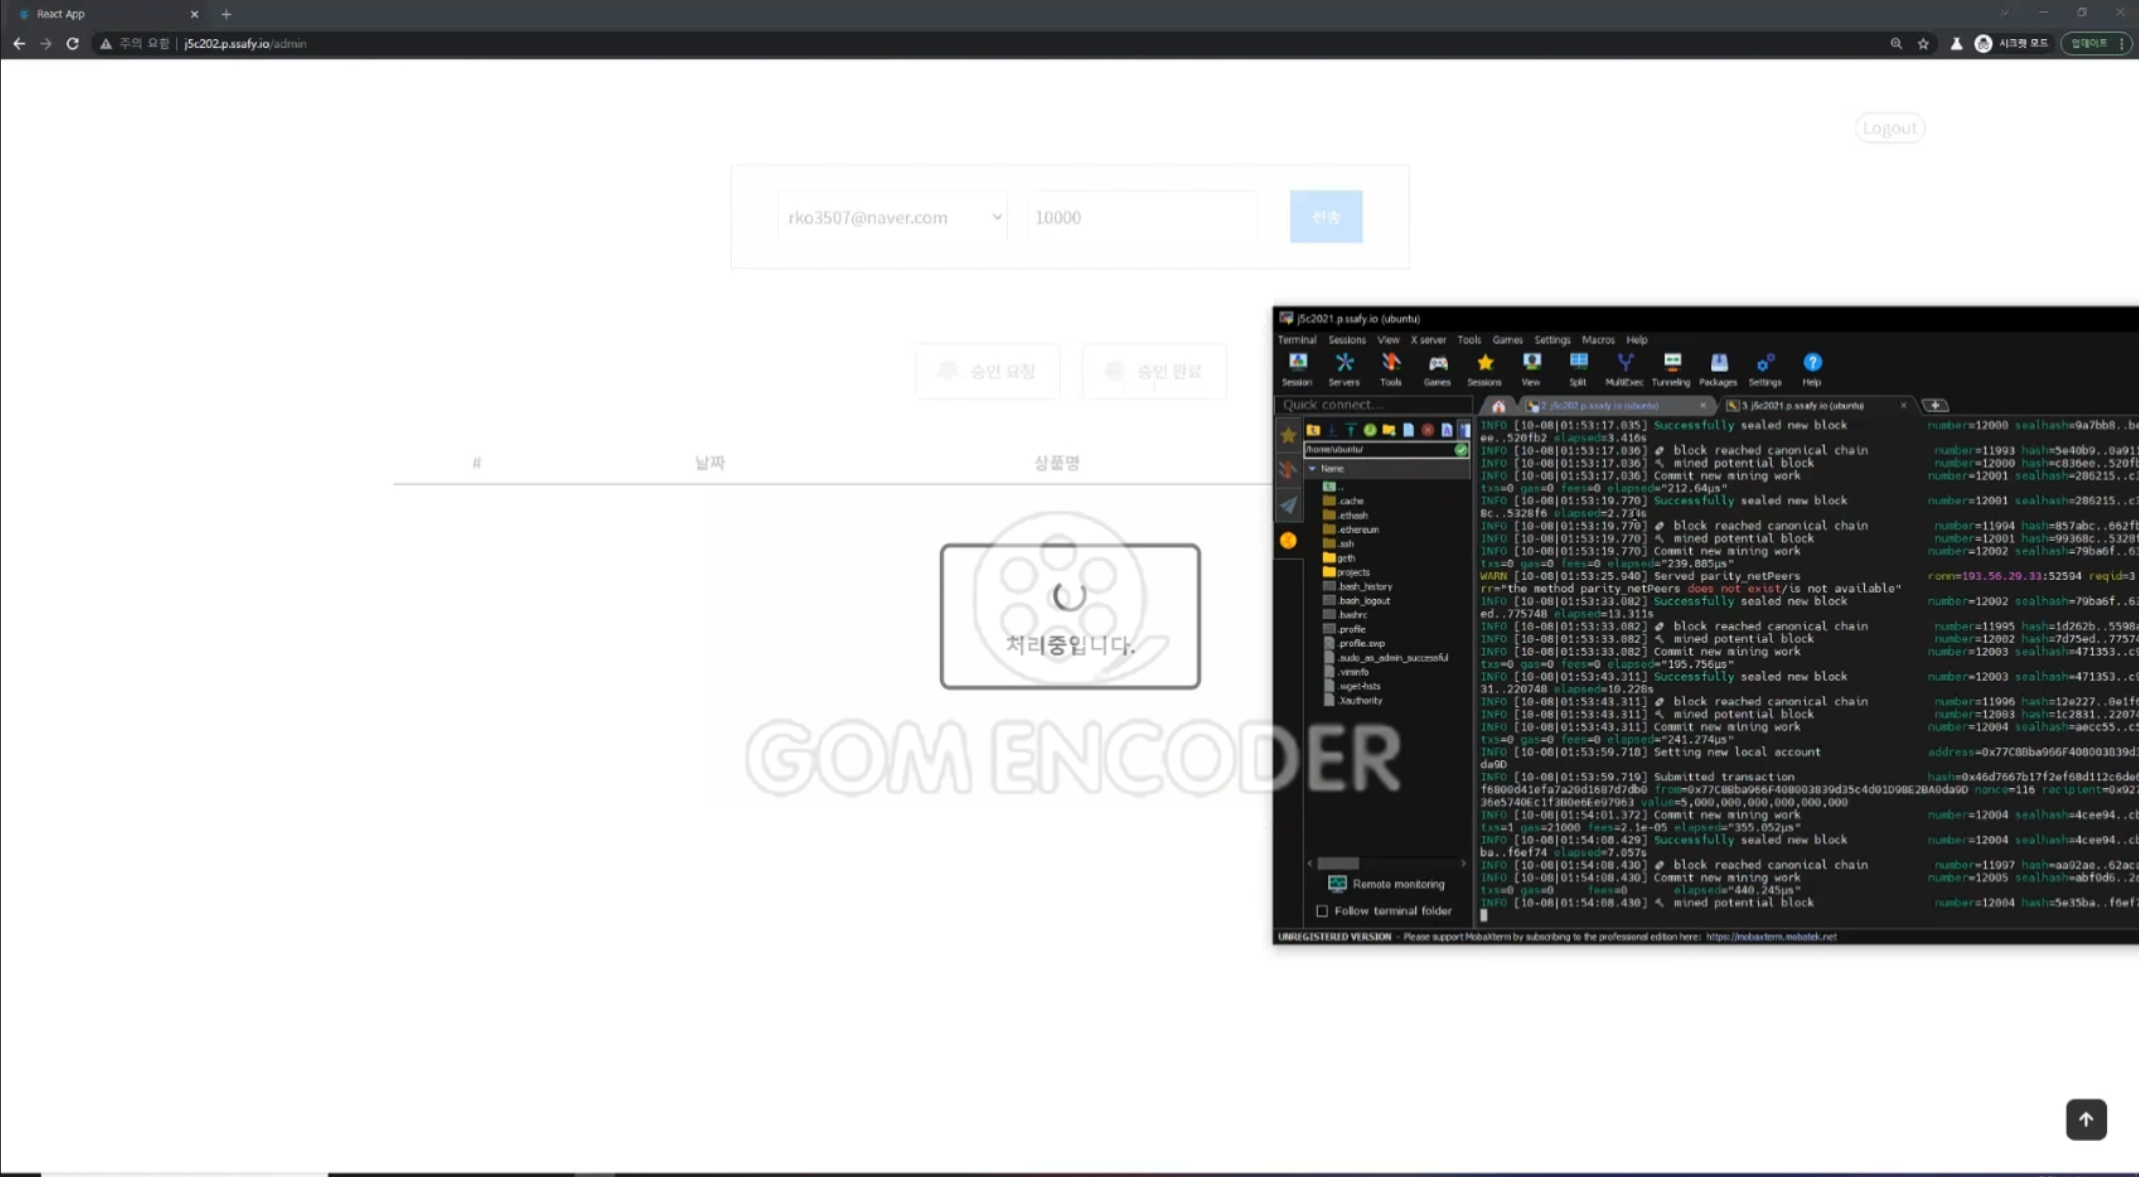 React App
주의 요함 | j5c202.p.ssafy.io/admin
시크릿 모드
업데이트
Logout
rko3507@naver.com
10000
전송
승인 요청
승인 완료
#
날짜
상품명
처리중입니다.
GOM ENCODER
j5c2021.p.ssafy.io (ubuntu)
Terminal Sessions View X server Tools Games Settings Macros Help
Session Servers Tools Games Sessions View Split MultiExec Tunneling Packages Settings Help
Quick connect...
2. j5c202.p.ssafy.io (ubuntu)
3. j5c2021.p.ssafy.io (ubuntu)
/home/ubuntu/
Name
..
.cache
.ethash
.ethereum
.ssh
geth
projects
.bash_history
.bash_logout
.bashrc
.profile
.profile.swp
.sudo_as_admin_successful
.viminfo
.wget-hsts
.Xauthority
Remote monitoring
Follow terminal folder
INFO [10-08|01:53:17.035] Successfully sealed new block number=12000 sealhash=9a7bb8..
ee..520fb2 elapsed=3.416s
INFO [10-08|01:53:17.036] block reached canonical chain number=11993 hash=5e40b9..
INFO [10-08|01:53:17.036] mined potential block number=12000 hash=c836ee..
INFO [10-08|01:53:17.036] Commit new mining work number=12001 sealhash=286215..
txs=0 gas=0 fees=0 elapsed="212.64µs"
INFO [10-08|01:53:19.770] Successfully sealed new block number=12001 sealhash=286215..
8c..5328f6 elapsed=2.734s
INFO [10-08|01:53:19.770] block reached canonical chain number=11994 hash=857abc..
INFO [10-08|01:53:19.770] mined potential block number=12001 hash=99368c..
INFO [10-08|01:53:19.770] Commit new mining work number=12002 sealhash=79ba6f..
txs=0 gas=0 fees=0 elapsed="239.885µs"
WARN [10-08|01:53:25.940] Served parity_netPeers ronn=193.56.29.33:52594 reqid=3
rr="the method parity_netPeers does not exist/is not available"
INFO [10-08|01:53:33.082] Successfully sealed new block number=12002 sealhash=79ba6f..
ed..775748 elapsed=13.311s
INFO [10-08|01:53:33.082] block reached canonical chain number=11995 hash=1d262b..
INFO [10-08|01:53:33.082] mined potential block number=12002 hash=7d75ed..
INFO [10-08|01:53:33.082] Commit new mining work number=12003 sealhash=471353..
txs=0 gas=0 fees=0 elapsed="195.756µs"
INFO [10-08|01:53:43.311] Successfully sealed new block number=12003 sealhash=471353..
31..220748 elapsed=10.228s
INFO [10-08|01:53:43.311] block reached canonical chain number=11996 hash=12e227..
INFO [10-08|01:53:43.311] mined potential block number=12003 hash=1c2831..
INFO [10-08|01:53:43.311] Commit new mining work number=12004 sealhash=aecc55..
txs=0 gas=0 fees=0 elapsed="241.274µs"
INFO [10-08|01:53:59.718] Setting new local account
da9D
INFO [10-08|01:53:59.719] Submitted transaction
nonce=116
value=5,000,000,000,000,000,000
INFO [10-08|01:54:01.372] Commit new mining work number=12004 sealhash=4cee94..
txs=1 gas=21000 fees=2.1e-05 elapsed="355.052µs"
INFO [10-08|01:54:08.429] Successfully sealed new block number=12004 sealhash=4cee94..
ba..f6ef74 elapsed=7.057s
INFO [10-08|01:54:08.430] block reached canonical chain number=11997 hash=aa92ae..
INFO [10-08|01:54:08.430] Commit new mining work number=12005 sealhash=abf0d6..
txs=0 gas=0 fees=0 elapsed="440.245µs"
INFO [10-08|01:54:08.430] mined potential block number=12004 hash=5e35ba..
UNREGISTERED VERSION - Please support MobaXterm by subscribing to the professional edition here: https://mobaxterm.mobatek.net